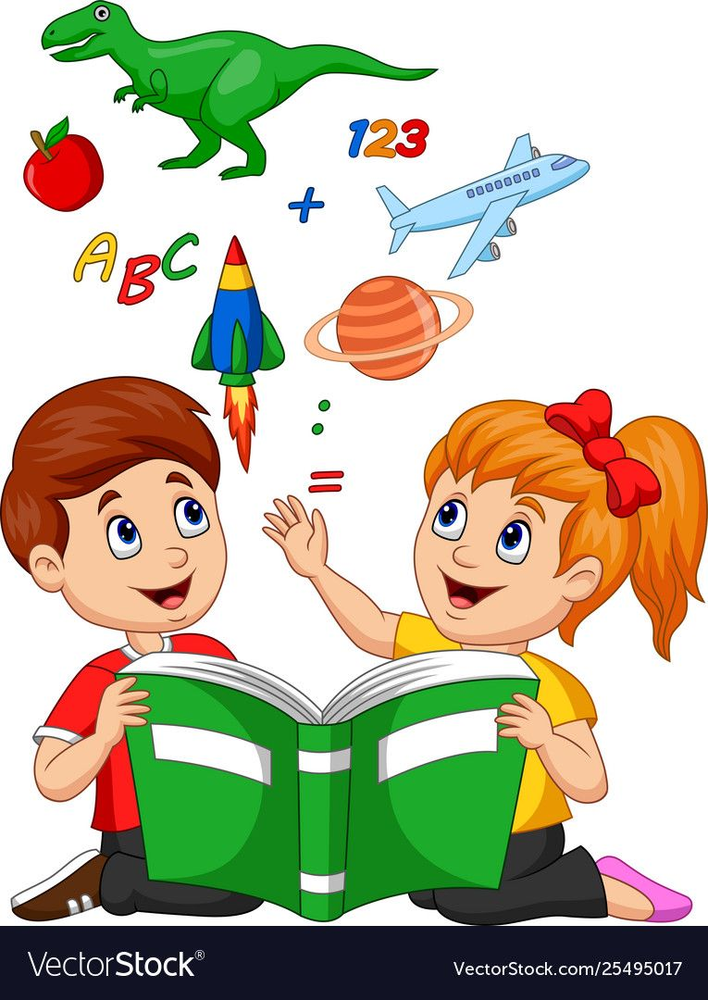 123
+
ABC
:
=
VectorStock®
VectorStock.com/25495017